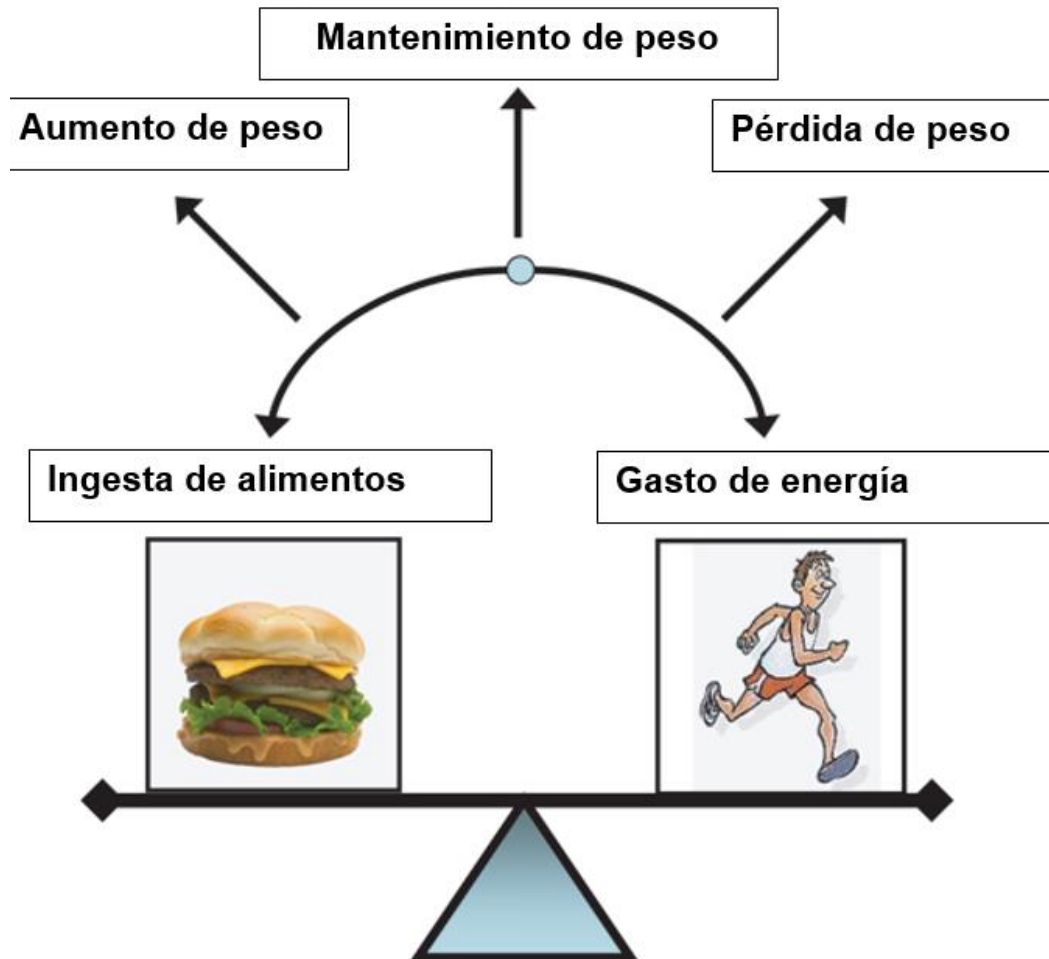 Mantenimiento de peso
Aumento de peso
Pérdida de peso
Ingesta de alimentos
Gasto de energía